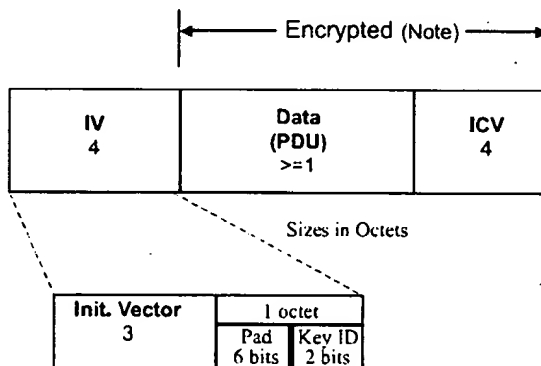 Encrypted (Note)
IV
4
Data
(PDU)
>=1
ICV
4
Sizes in Octets
Init. Vector
3
1 octet
Pad
6 bits
Key ID
2 bits